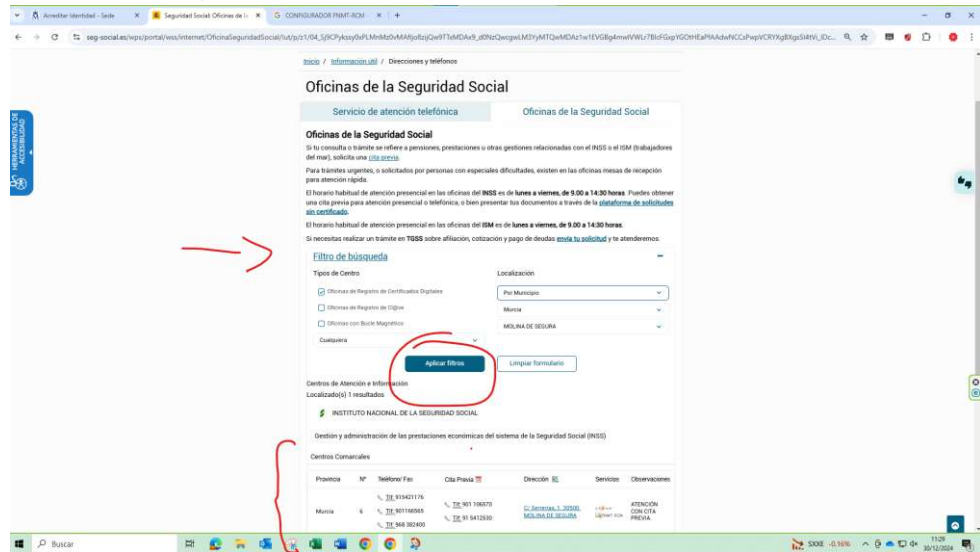 Acreditar Identidad - Sede
Seguridad Social: Oficinas de la
CONFIGURADOR FNMT-RCM -
Inicio / Información útil / Direcciones y teléfonos
Oficinas de la Seguridad Social
Servicio de atención telefónica
Oficinas de la Seguridad Social
HERRAMIENTAS DE
ACCESIBILIDAD
Oficinas de la Seguridad Social
Si tu consulta o trámite se refiere a pensiones, prestaciones u otras gestiones relacionadas con el INSS o el ISM (trabajadores
del mar), solicita una cita previa.
Para trámites urgentes, o solicitados por personas con especiales dificultades, existen en las oficinas mesas de recepción
para atención rápida.
El horario habitual de atención presencial en las oficinas del INSS es de lunes a viernes, de 9.00 a 14:30 horas. Puedes obtener
una cita previa para atención presencial o telefónica, o bien presentar tus documentos a través de la plataforma de solicitudes
sin certificado.
El horario habitual de atención presencial en las oficinas del ISM es de lunes a viernes, de 9.00 a 14:30 horas.
Si necesitas realizar un trámite en TGSS sobre afiliación, cotización y pago de deudas envía tu solicitud y te atenderemos.
Filtro de búsqueda
Tipos de Centro
Localización
Oficinas de Registro de Certificados Digitales
Por Municipio
Oficinas de Registro de Cl@ve
Murcia
Oficinas con Bucle Magnético
MOLINA DE SEGURA
Cualquiera
Aplicar filtros
Limpiar formulario
Centros de Atención e Información
Localizado(s) 1 resultados
INSTITUTO NACIONAL DE LA SEGURIDAD SOCIAL
Gestión y administración de las prestaciones económicas del sistema de la Seguridad Social (INSS)
Centros Comarcales
Provincia Nº Teléfono/ Fax Cita Previa Dirección Servicios Observaciones
Murcia 6
Tlf: 915421176
Tlf: 901166565
Tlf: 968 382400
Tlf: 901 106570
Tlf: 91 5412530
C/ Serrerías, 1. 30500.
MOLINA DE SEGURA
ATENCIÓN
CON CITA
PREVIA.
Buscar
-0.16%
11:29
30/12/2024